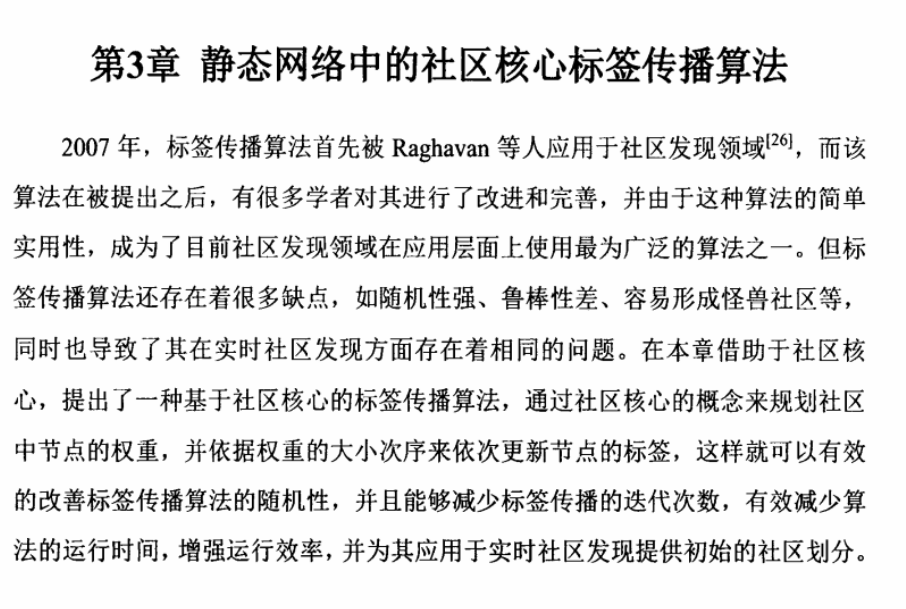 第3章 静态网络中的社区核心标签传播算法
2007 年，标签传播算法首先被 Raghavan 等人应用于社区发现领域[26]，而该
算法在被提出之后，有很多学者对其进行了改进和完善，并由于这种算法的简单
实用性，成为了目前社区发现领域在应用层面上使用最为广泛的算法之一。但标
签传播算法还存在着很多缺点，如随机性强、鲁棒性差、容易形成怪兽社区等，
同时也导致了其在实时社区发现方面存在着相同的问题。在本章借助于社区核
心，提出了一种基于社区核心的标签传播算法，通过社区核心的概念来规划社区
中节点的权重，并依据权重的大小次序来依次更新节点的标签，这样就可以有效
的改善标签传播算法的随机性，并且能够减少标签传播的迭代次数，有效减少算
法的运行时间，增强运行效率，并为其应用于实时社区发现提供初始的社区划分。